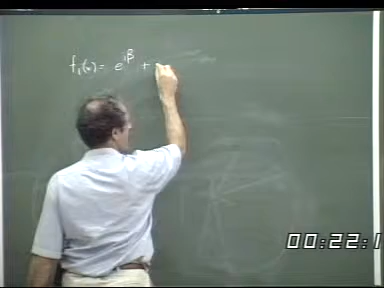 f₁(x) = e^{iβ} +
00:22:1